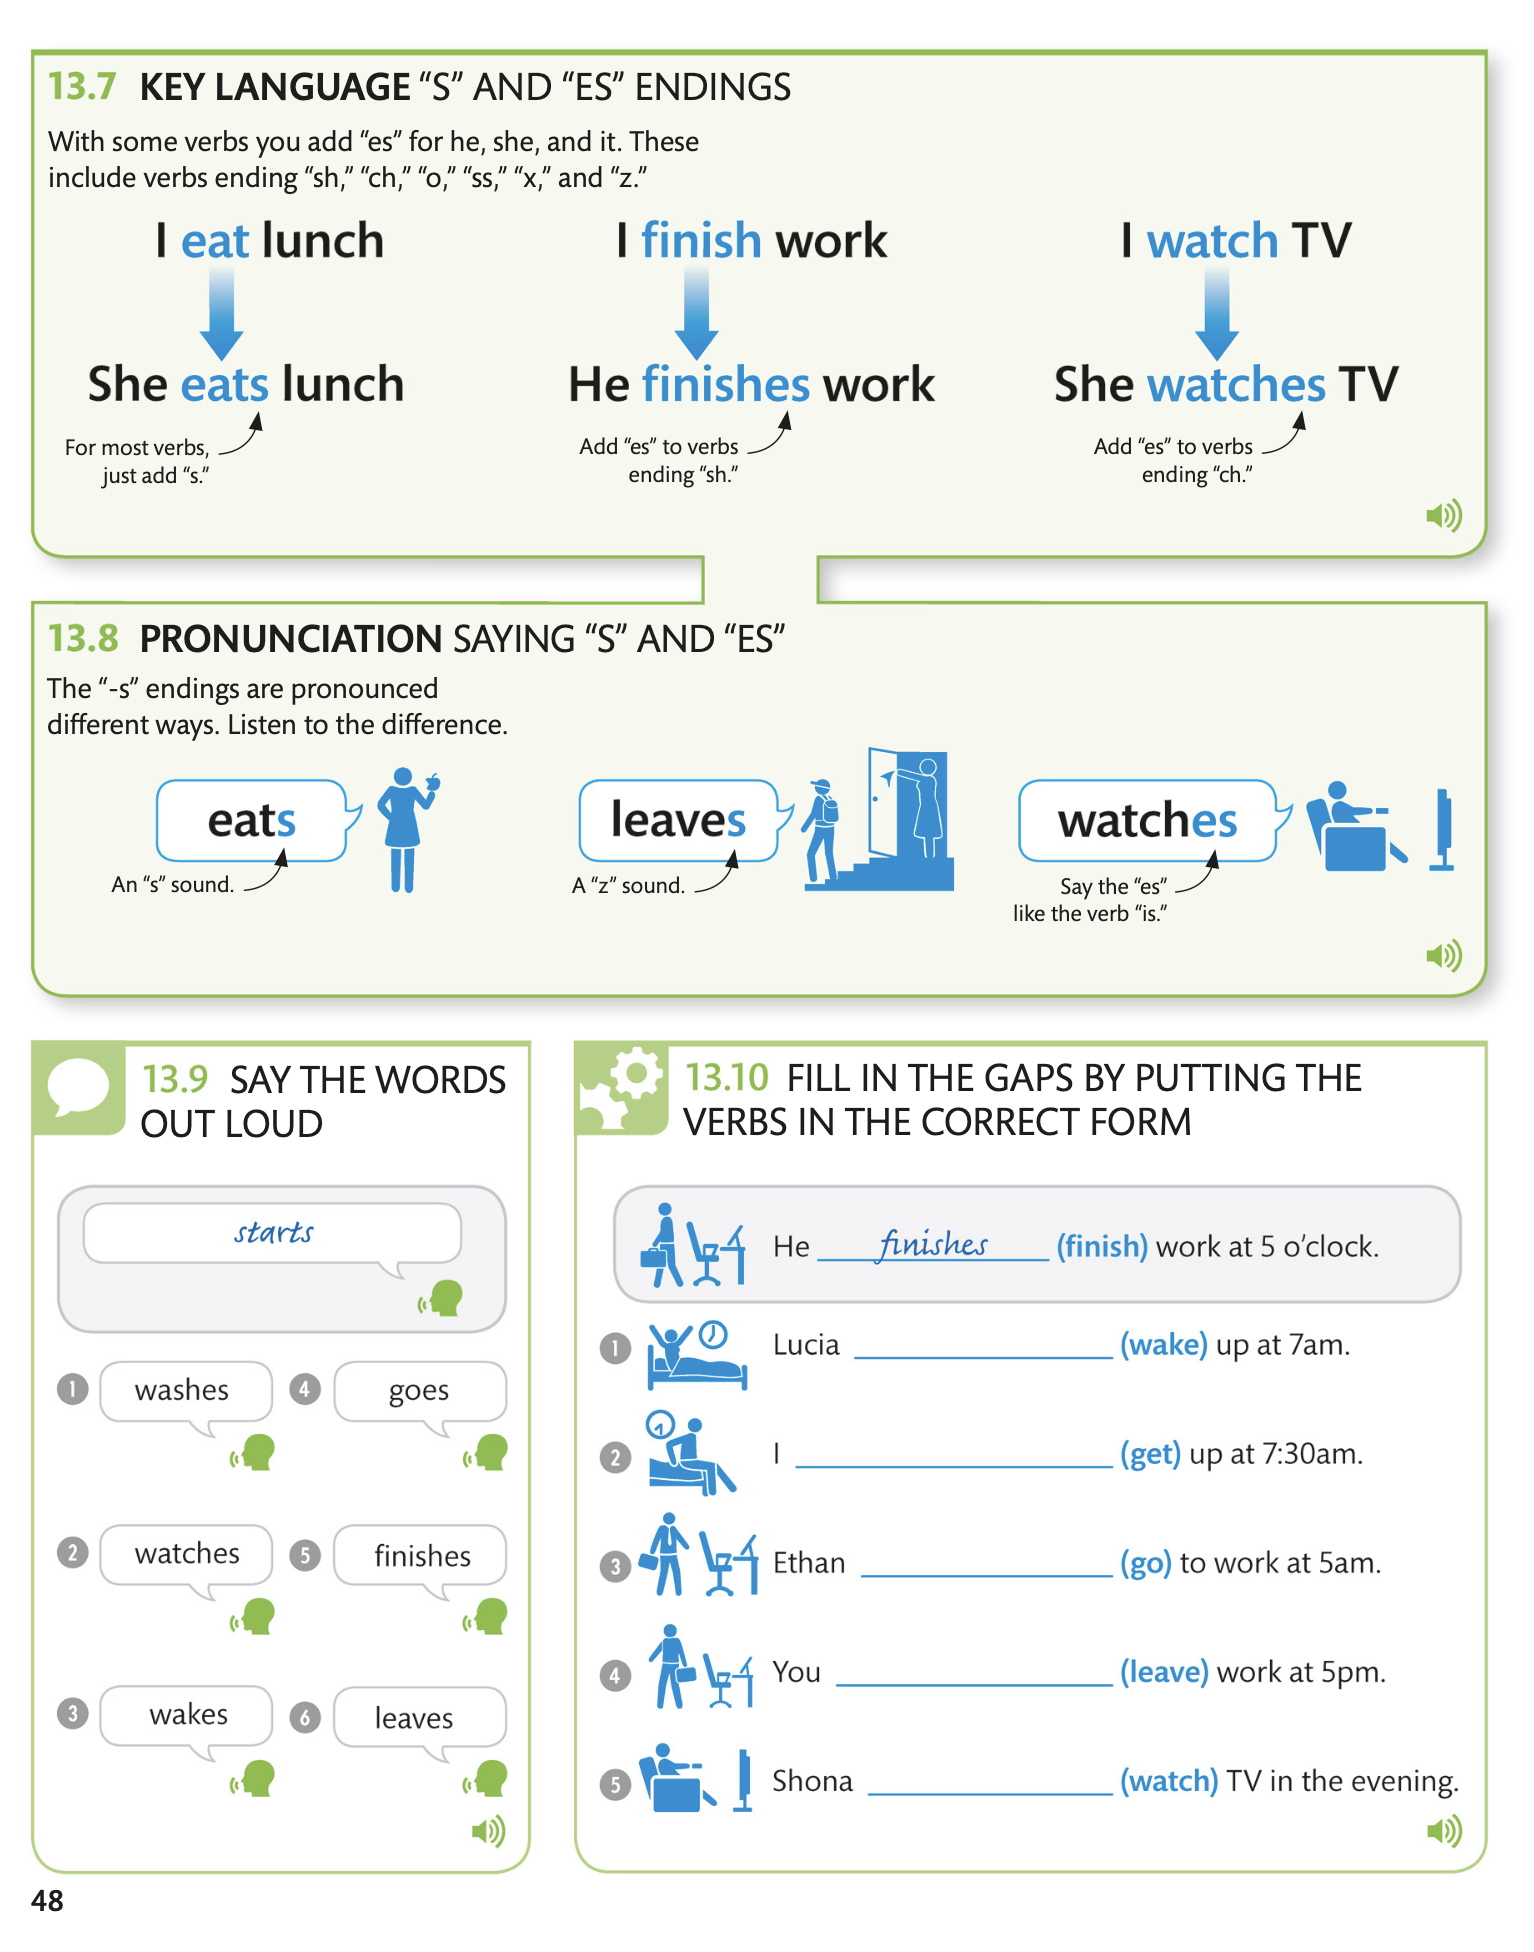 13.7 KEY LANGUAGE “S” AND “ES” ENDINGS
With some verbs you add “es” for he, she, and it. These
include verbs ending “sh,” “ch,” “o,” “ss,” “x,” and “z.”
I eat lunch
She eats lunch
For most verbs,
just add “s.”
I finish work
He finishes work
Add “es” to verbs
ending “sh.”
I watch TV
She watches TV
Add “es” to verbs
ending “ch.”
13.8 PRONUNCIATION SAYING “S” AND “ES”
The “-s” endings are pronounced
different ways. Listen to the difference.
eats
An “s” sound.
leaves
A “z” sound.
watches
Say the “es”
like the verb “is.”
13.9 SAY THE WORDS
OUT LOUD
starts
1 washes
2 watches
3 wakes
4 goes
5 finishes
6 leaves
13.10 FILL IN THE GAPS BY PUTTING THE
VERBS IN THE CORRECT FORM
He finishes (finish) work at 5 o’clock.
1 Lucia (wake) up at 7am.
2 I (get) up at 7:30am.
3 Ethan (go) to work at 5am.
4 You (leave) work at 5pm.
5 Shona (watch) TV in the evening.
48